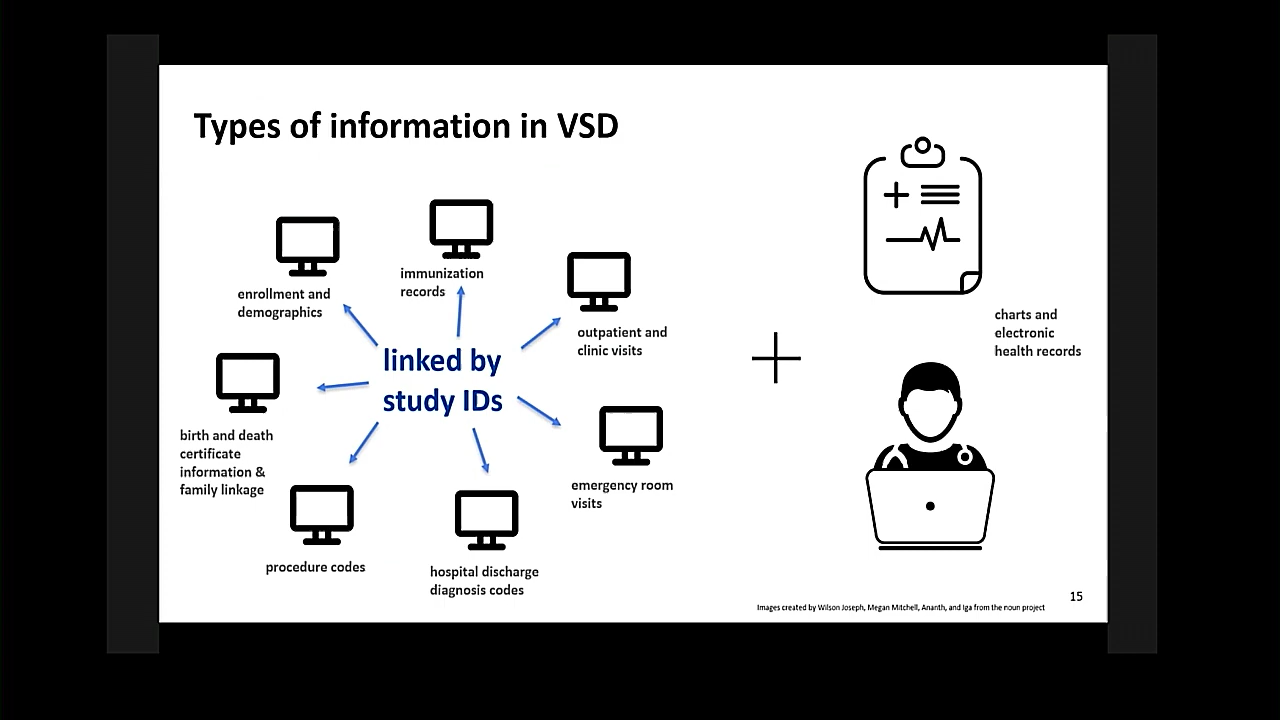 Types of information in VSD
enrollment and
demographics
immunization
records
outpatient and
clinic visits
linked by
study IDs
birth and death
certificate
information &
family linkage
emergency room
visits
procedure codes
hospital discharge
diagnosis codes
charts and
electronic
health records
15
Images created by Wilson Joseph, Megan Mitchell, Ananth, and Iga from the noun project